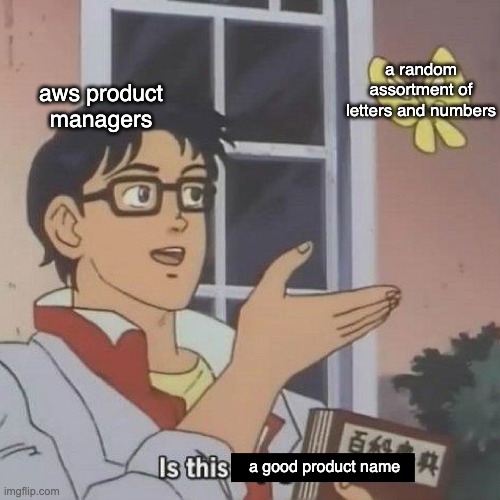 aws product
managers
a random
assortment of
letters and numbers
百科事典
Is this a good product name
imgflip.com